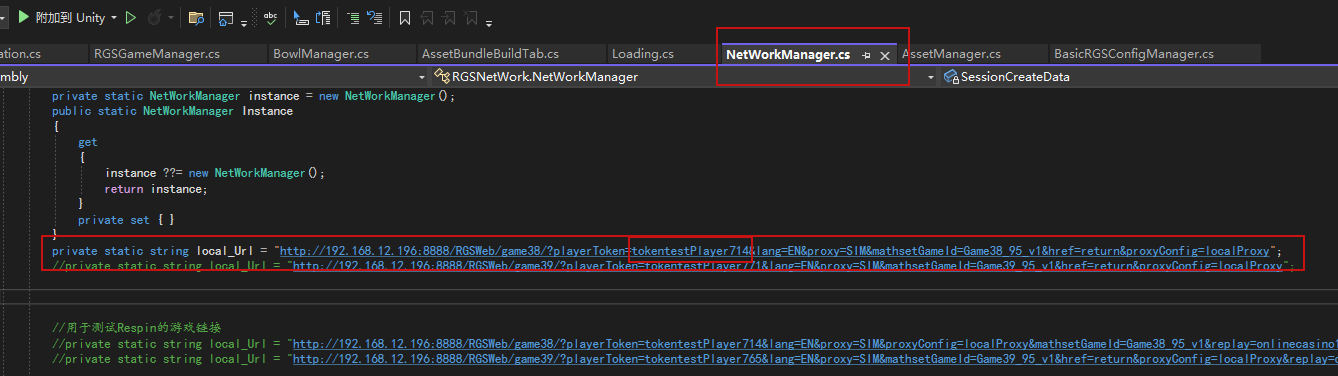 附加到 Unity
ation.cs RGSGameManager.cs BowlManager.cs AssetBundleBuildTab.cs Loading.cs NetWorkManager.cs AssetManager.cs BasicRGSConfigManager.cs
embly RGSNetWork.NetWorkManager SessionCreateData
private static NetWorkManager instance = new NetWorkManager();
public static NetWorkManager Instance
{
get
{
instance ??= new NetWorkManager();
return instance;
}
private set { }
}
private static string local_Url = "http://192.168.12.196:8888/RGSWeb/game38/?playerToken=tokentestPlayer714&lang=EN&proxy=SIM&mathsetGameId=Game38_95_v1&href=return&proxyConfig=localProxy";
//private static string local_Url = "http://192.168.12.196:8888/RGSWeb/game39/?playerToken=tokentestPlayer771&lang=EN&proxy=SIM&mathsetGameId=Game39_95_v1&href=return&proxyConfig=localProxy";
//用于测试Respin的游戏链接
//private static string local_Url = "http://192.168.12.196:8888/RGSWeb/game38/?playerToken=tokentestPlayer714&lang=EN&proxy=SIM&proxyConfig=localProxy&mathsetGameId=Game38_95_v1&replay=onlinecasino1
//private static string local_Url = "http://192.168.12.196:8888/RGSWeb/game39/?playerToken=tokentestPlayer765&lang=EN&proxy=SIM&mathsetGameId=Game39_95_v1&href=return&proxyConfig=localProxy&replay=o